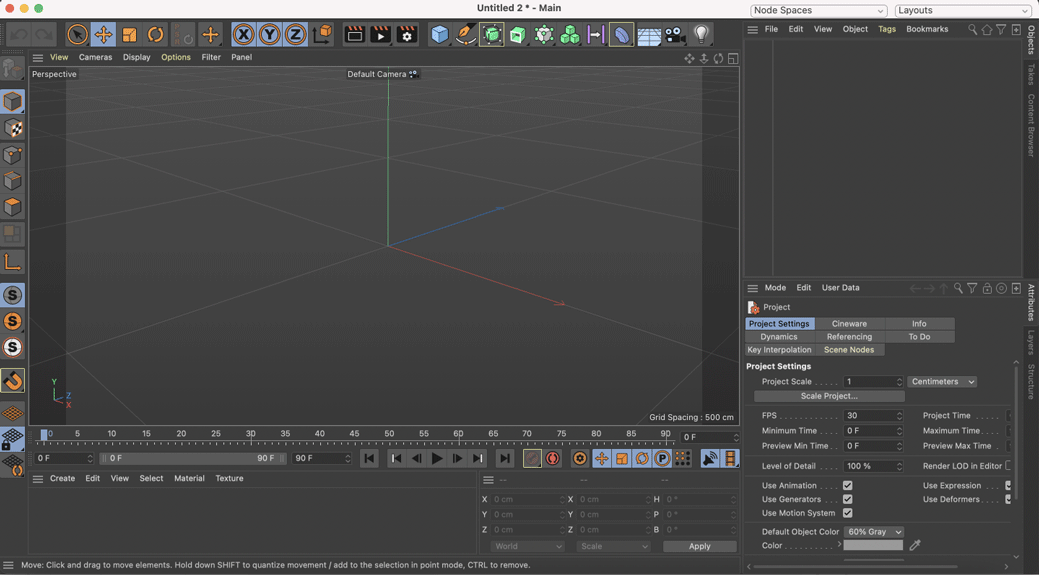 Untitled 2 * - Main
Node Spaces
Layouts
X Y Z
File Edit View Object Tags Bookmarks
Objects
Takes
Content Browser
View Cameras Display Options Filter Panel
Perspective
Default Camera
Y
Z
X
Grid Spacing : 500 cm
S
S
S
Mode Edit User Data
Attributes
Layers
Structure
Project
Project Settings Cineware Info
Dynamics Referencing To Do
Key Interpolation Scene Nodes
Project Settings
Project Scale . . . . . 1 Centimeters
Scale Project...
FPS . . . . . . . . . . . . . 30 Project Time . . . . .
Minimum Time . . . 0 F Maximum Time. . . .
Preview Min Time . . 0 F Preview Max Time
Level of Detail . . . . 100 % Render LOD in Editor
Use Animation . . . . Use Expression . . .
Use Generators . . . Use Deformers. . . .
Use Motion System
Default Object Color 60% Gray
Color . . . . . . . . . . .
0 5 10 15 20 25 30 35 40 45 50 55 60 65 70 75 80 85 90 0 F
0 F 0 F 90 F 90 F P
Create Edit View Select Material Texture
-- -- --
X 0 cm X 0 cm H 0 °
Y 0 cm Y 0 cm P 0 °
Z 0 cm Z 0 cm B 0 °
World Scale Apply
Move: Click and drag to move elements. Hold down SHIFT to quantize movement / add to the selection in point mode, CTRL to remove.